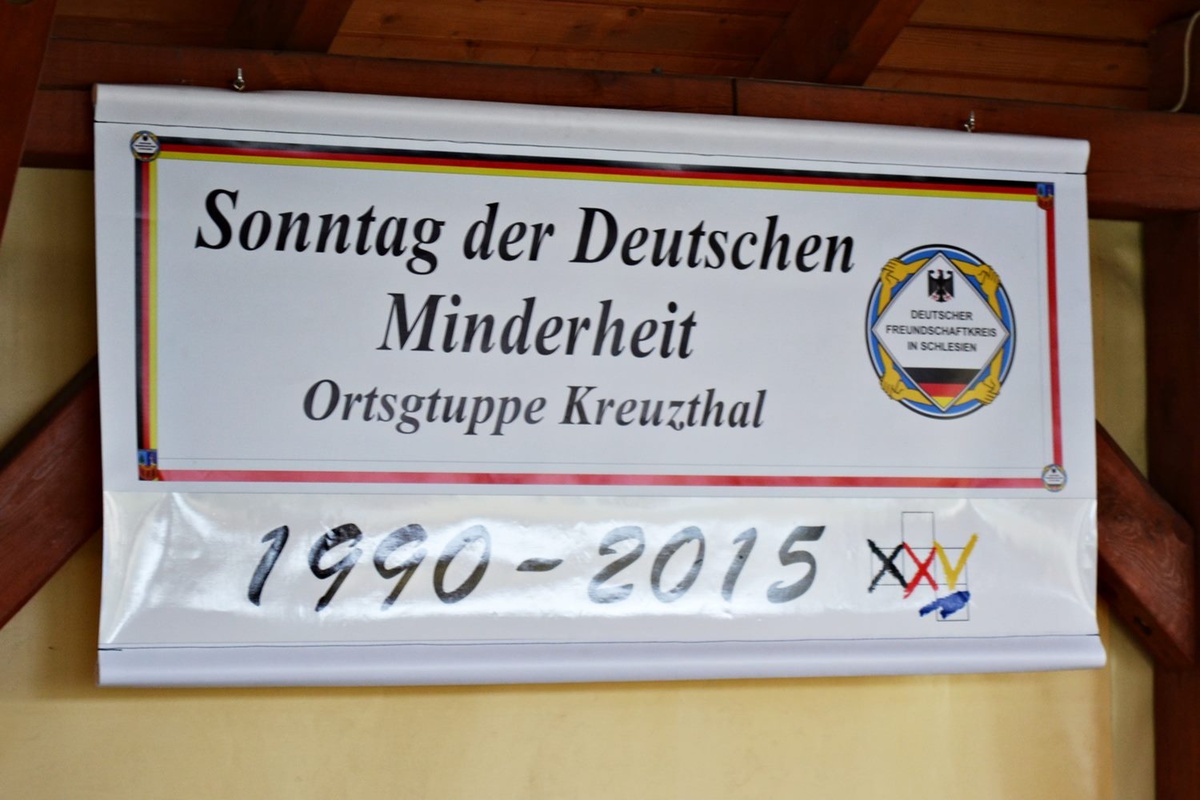 Sonntag der Deutschen
Minderheit
Ortsgtuppe Kreuzthal
DEUTSCHER
FREUNDSCHAFTKREIS
IN SCHLESIEN
1990 - 2015
XXV